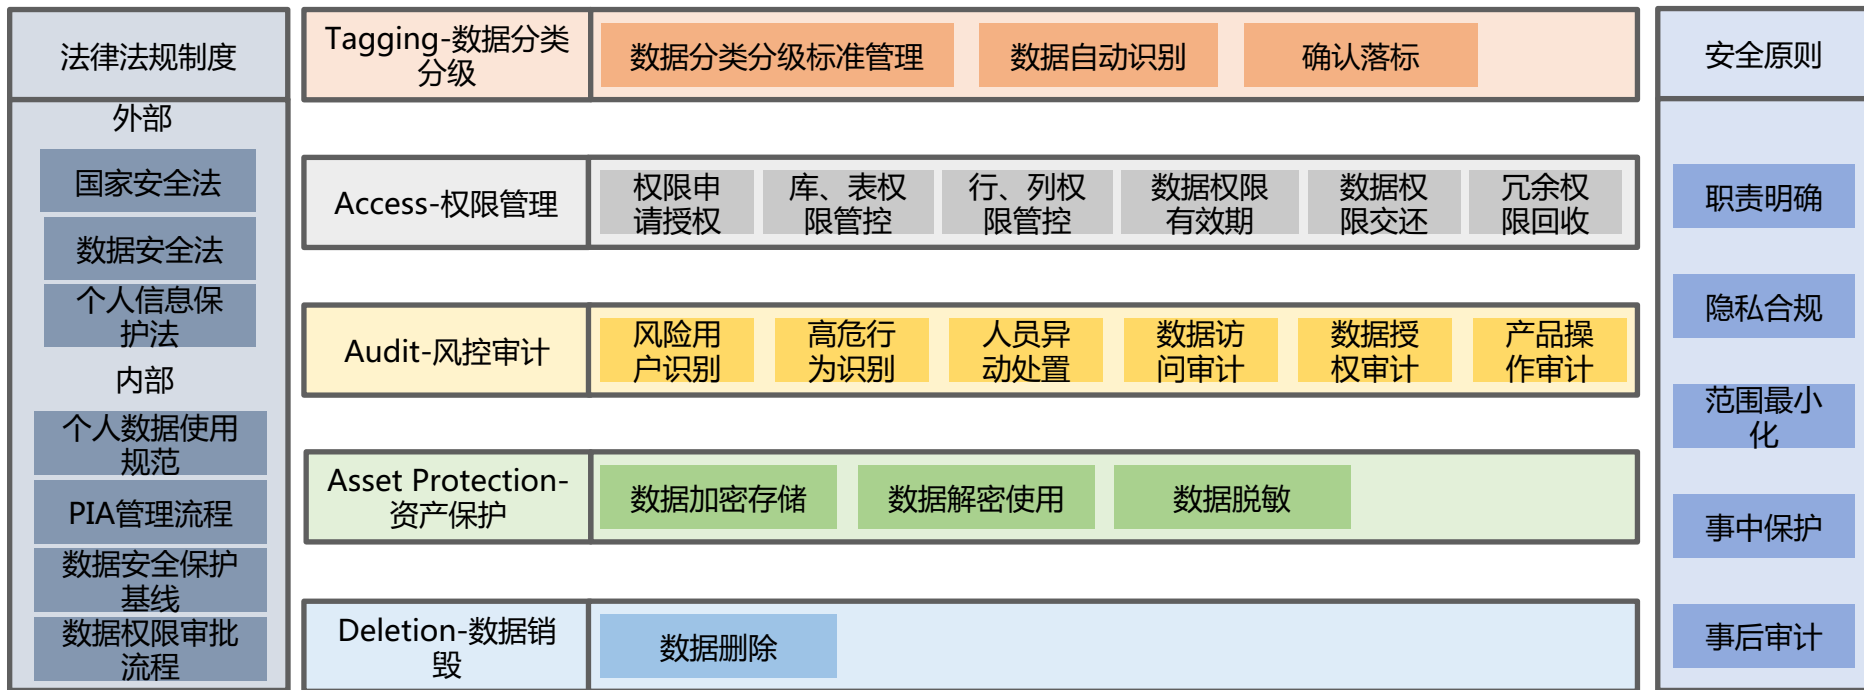 法律法规制度
外部
国家安全法
数据安全法
个人信息保
护法
内部
个人数据使用
规范
PIA管理流程
数据安全保护
基线
数据权限审批
流程
Tagging-数据分类
分级
数据分类分级标准管理
数据自动识别
确认落标
Access-权限管理
权限申
请授权
库、表权
限管控
行、列权
限管控
数据权限
有效期
数据权
限交还
冗余权
限回收
Audit-风控审计
风险用
户识别
高危行
为识别
人员异
动处置
数据访
问审计
数据授
权审计
产品操
作审计
Asset Protection-
资产保护
数据加密存储
数据解密使用
数据脱敏
Deletion-数据销
毁
数据删除
安全原则
职责明确
隐私合规
范围最小
化
事中保护
事后审计